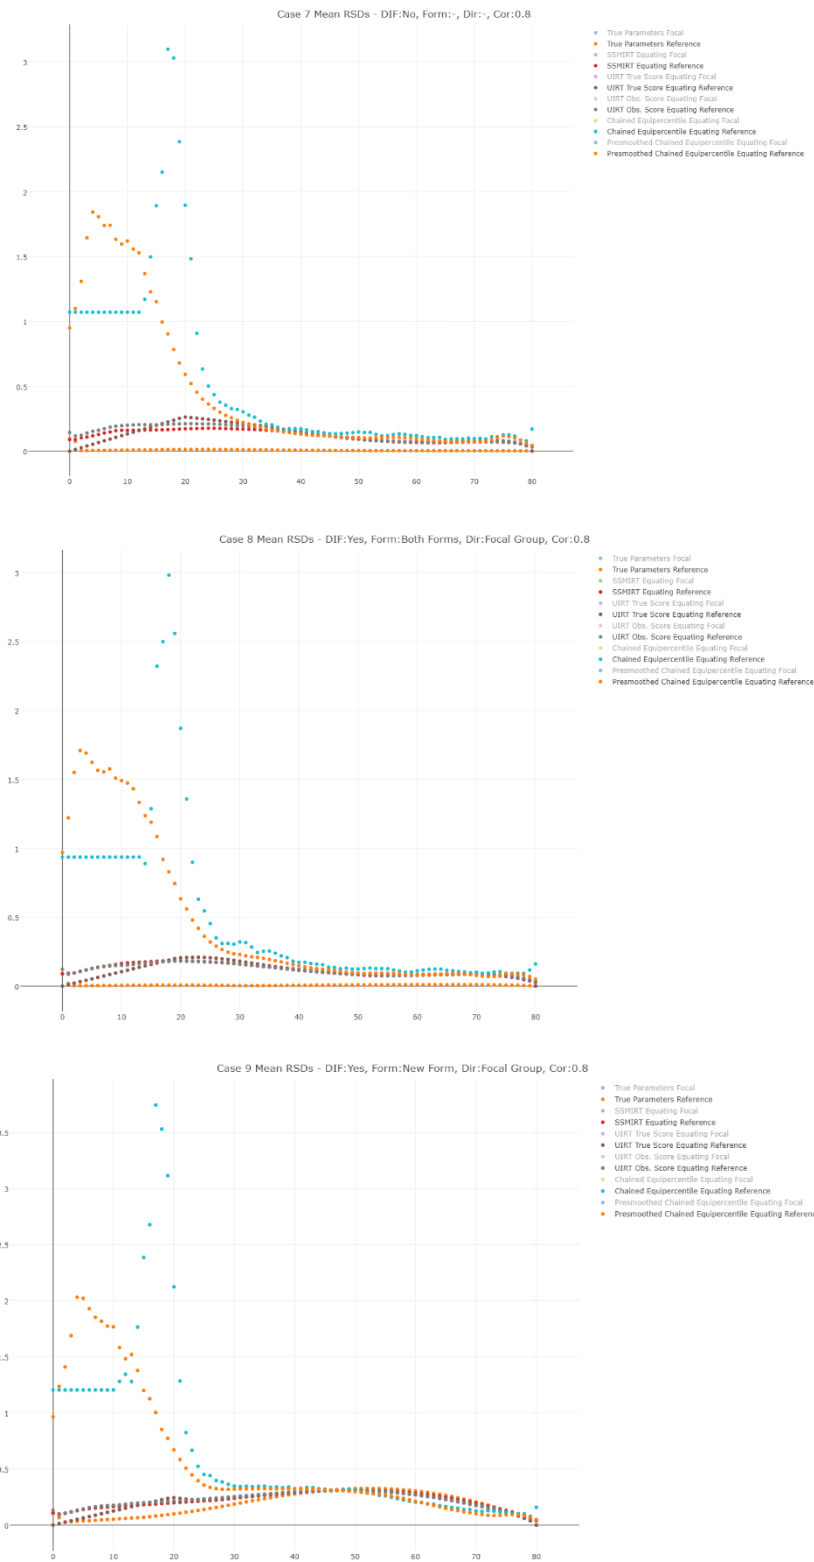 Case 7 Mean RSDs - DIF:No, Form:-, Dir:-, Cor:0.8
True Parameters Focal
True Parameters Reference
SSMIRT Equating Focal
SSMIRT Equating Reference
UIRT True Score Equating Focal
UIRT True Score Equating Reference
UIRT Obs. Score Equating Focal
UIRT Obs. Score Equating Reference
Chained Equipercentile Equating Focal
Chained Equipercentile Equating Reference
Presmoothed Chained Equipercentile Equating Focal
Presmoothed Chained Equipercentile Equating Reference
3
2.5
2
1.5
1
0.5
0
0 10 20 30 40 50 60 70 80
Case 8 Mean RSDs - DIF:Yes, Form:Both Forms, Dir:Focal Group, Cor:0.8
True Parameters Focal
True Parameters Reference
SSMIRT Equating Focal
SSMIRT Equating Reference
UIRT True Score Equating Focal
UIRT True Score Equating Reference
UIRT Obs. Score Equating Focal
UIRT Obs. Score Equating Reference
Chained Equipercentile Equating Focal
Chained Equipercentile Equating Reference
Presmoothed Chained Equipercentile Equating Focal
Presmoothed Chained Equipercentile Equating Reference
3
2.5
2
1.5
1
0.5
0
0 10 20 30 40 50 60 70 80
Case 9 Mean RSDs - DIF:Yes, Form:New Form, Dir:Focal Group, Cor:0.8
True Parameters Focal
True Parameters Reference
SSMIRT Equating Focal
SSMIRT Equating Reference
UIRT True Score Equating Focal
UIRT True Score Equating Reference
UIRT Obs. Score Equating Focal
UIRT Obs. Score Equating Reference
Chained Equipercentile Equating Focal
Chained Equipercentile Equating Reference
Presmoothed Chained Equipercentile Equating Focal
Presmoothed Chained Equipercentile Equating Referen
.5
3
2.5
2
1.5
1
0.5
0
0 10 20 30 40 50 60 70 80